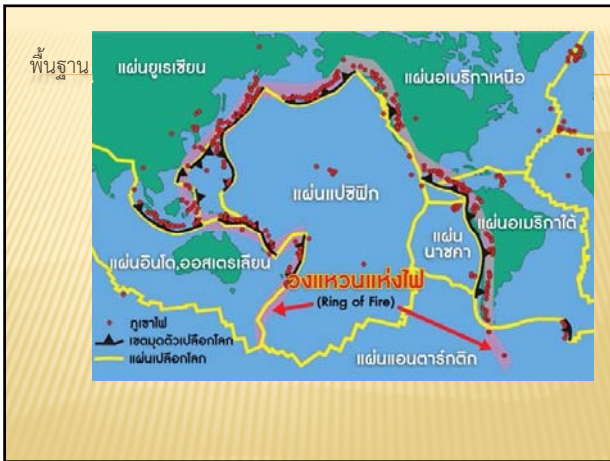 พื้นฐาน
แผ่นยูเรเซียน
แผ่นอเมริกาเหนือ
แผ่นแปซิฟิก
แผ่นอเมริกาใต้
แผ่น
นาซคา
แผ่นอินโด,ออสเตรเลียน
วงแหวนแห่งไฟ
(Ring of Fire)
ภูเขาไฟ
เขตมุดตัวเปลือกโลก
แผ่นเปลือกโลก
แผ่นแอนตาร์กติก